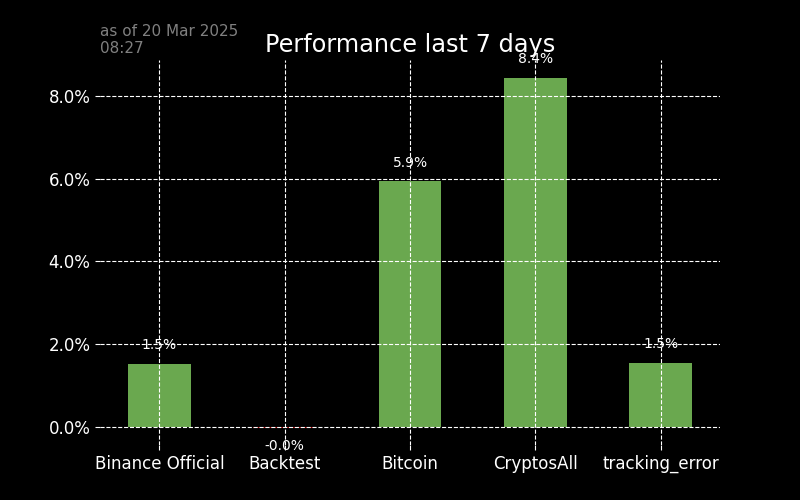 as of 20 Mar 2025
08:27
Performance last 7 days
8.4%
8.0%
5.9%
6.0%
4.0%
1.5%
1.5%
2.0%
0.0%
-0.0%
Binance Official
Backtest
Bitcoin
CryptosAll
tracking_error